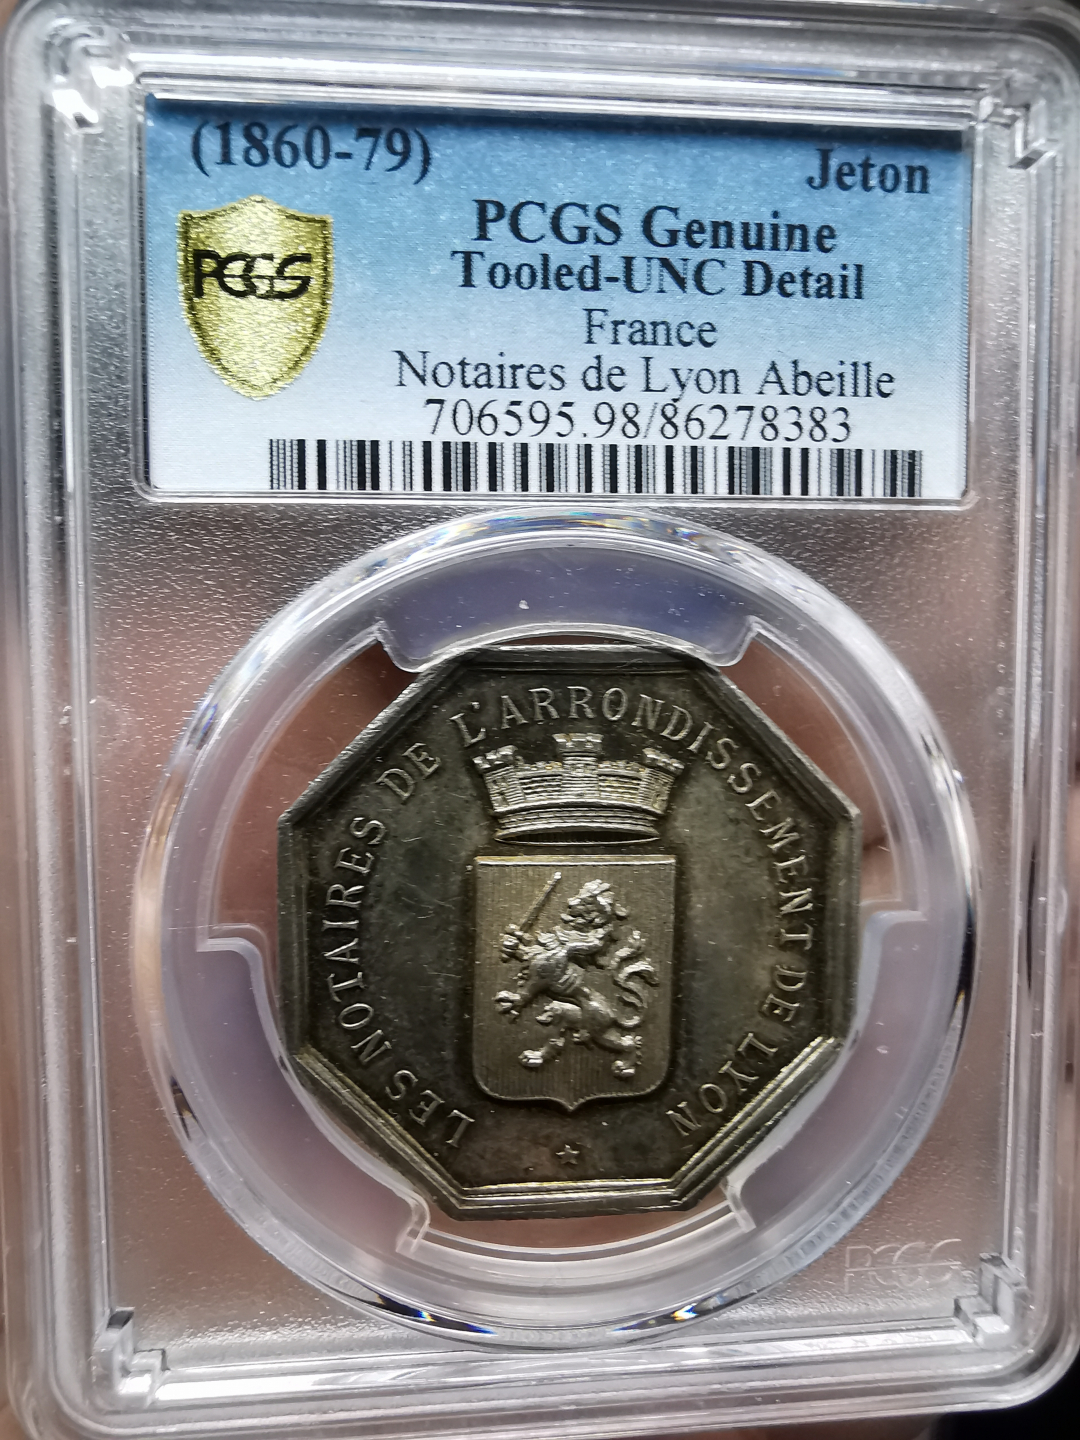 (1860-79)
Jeton
PCGS Genuine
Tooled-UNC Detail
France
Notaires de Lyon Abeille
706595.98/86278383
PCGS
LES NOTAIRES DE L'ARRONDISSEMENT DE LYON
PCGS